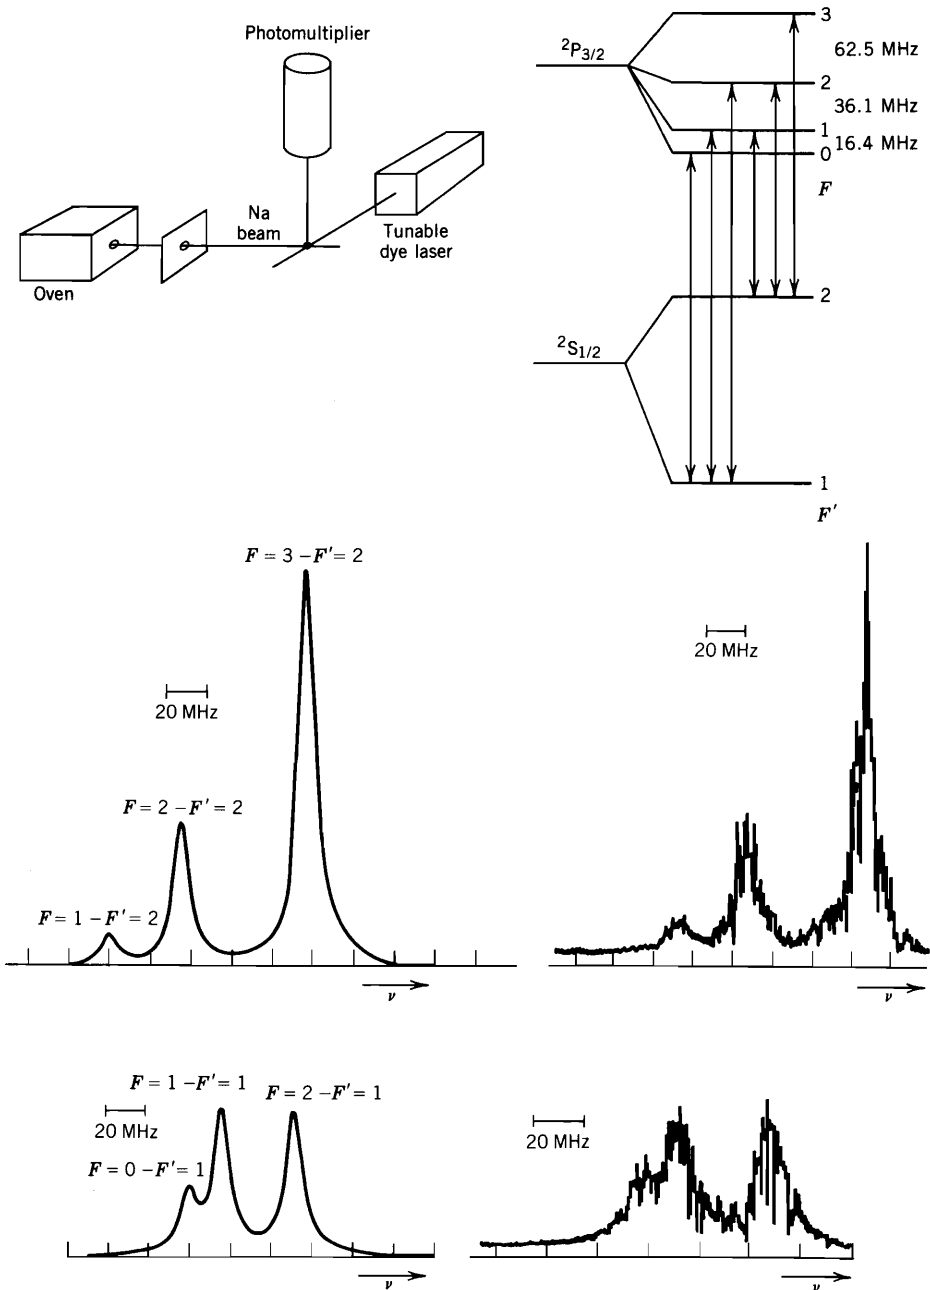 Photomultiplier
Na
beam
Tunable
dye laser
Oven
²P₃/₂
3
62.5 MHz
2
36.1 MHz
1
16.4 MHz
0
F
²S₁/₂
2
1
F′
F = 3 – F′ = 2
20 MHz
F = 2 – F′ = 2
F = 1 – F′ = 2
ν
20 MHz
ν
F = 1 – F′ = 1
F = 2 – F′ = 1
20 MHz
F = 0 – F′ = 1
ν
20 MHz
ν